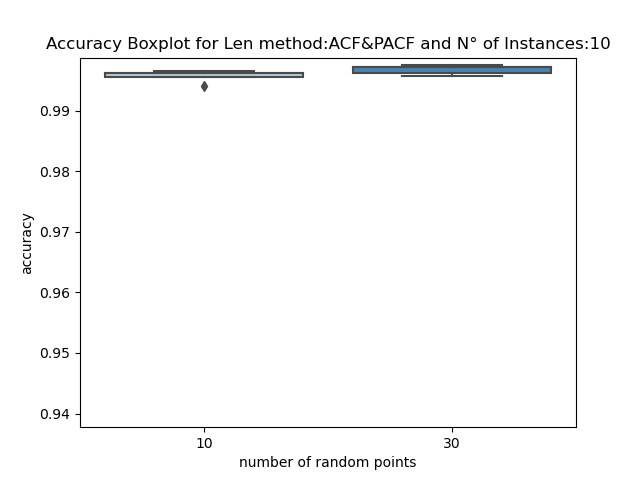 Accuracy Boxplot for Len method:ACF&PACF and N° of Instances:10
0.99
0.98
0.97
0.96
0.95
0.94
accuracy
10
30
number of random points